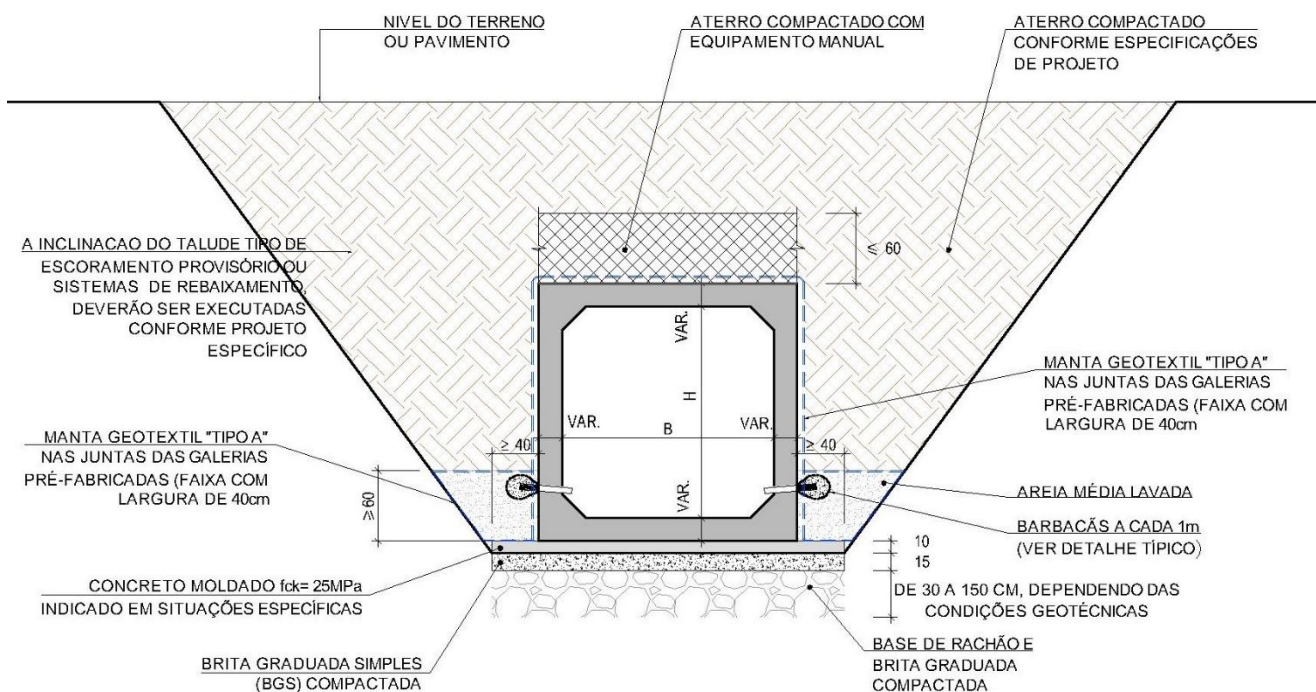 NIVEL DO TERRENO
OU PAVIMENTO
ATERRO COMPACTADO COM
EQUIPAMENTO MANUAL
ATERRO COMPACTADO
CONFORME ESPECIFICAÇÕES
DE PROJETO
A INCLINACAO DO TALUDE TIPO DE
ESCORAMENTO PROVISÓRIO OU
SISTEMAS DE REBAIXAMENTO,
DEVERÃO SER EXECUTADAS
CONFORME PROJETO
ESPECÍFICO
≤ 60
VAR.
H
VAR.
B
VAR.
VAR.
≥ 40
≥ 40
≥ 60
MANTA GEOTEXTIL "TIPO A"
NAS JUNTAS DAS GALERIAS
PRÉ-FABRICADAS (FAIXA COM
LARGURA DE 40cm
MANTA GEOTEXTIL "TIPO A"
NAS JUNTAS DAS GALERIAS
PRÉ-FABRICADAS (FAIXA COM
LARGURA DE 40cm
AREIA MÉDIA LAVADA
BARBACÃS A CADA 1m
(VER DETALHE TÍPICO)
10
15
CONCRETO MOLDADO fck= 25MPa
INDICADO EM SITUAÇÕES ESPECÍFICAS
DE 30 A 150 CM, DEPENDENDO DAS
CONDIÇÕES GEOTÉCNICAS
BRITA GRADUADA SIMPLES
(BGS) COMPACTADA
BASE DE RACHÃO E
BRITA GRADUADA
COMPACTADA